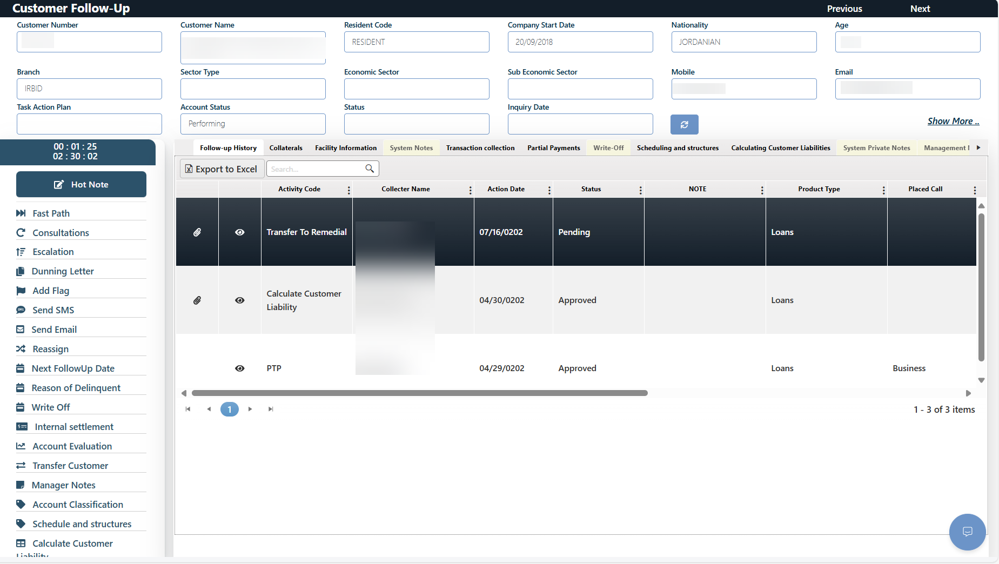 Customer Follow-Up
Previous
Next
Customer Number
Customer Name
Resident Code
Company Start Date
Nationality
Age
RESIDENT
20/09/2018
JORDANIAN
Branch
Sector Type
Economic Sector
Sub Economic Sector
Mobile
Email
IRBID
Task Action Plan
Account Status
Status
Inquiry Date
Performing
Show More ..
00 : 01 : 25
02 : 30 : 02
Hot Note
Fast Path
Consultations
Escalation
Dunning Letter
Add Flag
Send SMS
Send Email
Reassign
Next FollowUp Date
Reason of Delinquent
Write Off
Internal settlement
Account Evaluation
Transfer Customer
Manager Notes
Account Classification
Schedule and structures
Calculate Customer
Liability
Follow-up History
Collaterals
Facility Information
System Notes
Transaction collection
Partial Payments
Write-Off
Scheduling and structures
Calculating Customer Liabilities
System Private Notes
Management
Export to Excel
Search...
Activity Code
Collecter Name
Action Date
Status
NOTE
Product Type
Placed Call
Transfer To Remedial
07/16/0202
Pending
Loans
Calculate Customer
Liability
04/30/0202
Approved
Loans
PTP
04/29/0202
Approved
Loans
Business
1
1 - 3 of 3 items